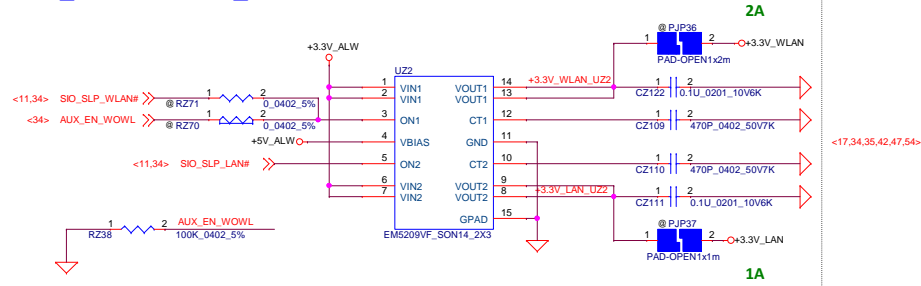 2A
@ PJP36
1 2 +3.3V_WLAN
PAD-OPEN1x2m
+3.3V_ALW
UZ2
1 VIN1 VOUT1 14 +3.3V_WLAN_UZ2
2 VIN1 VOUT1 13
1 2
CZ122 0.1U_0201_10V6K
<11,34> SIO_SLP_WLAN# 1 2
@ RZ71 0_0402_5%
3 ON1 CT1 12
1 2
CZ109 470P_0402_50V7K
<34> AUX_EN_WOWL 1 2
@ RZ70 0_0402_5%
+5V_ALW 4 VBIAS GND 11
<17,34,35,42,47,54>
<11,34> SIO_SLP_LAN# 5 ON2 CT2 10
1 2
CZ110 470P_0402_50V7K
6 VIN2 VOUT2 9
7 VIN2 VOUT2 8 +3.3V_LAN_UZ2
1 2
CZ111 0.1U_0201_10V6K
GPAD 15
EM5209VF_SON14_2X3
1 2 AUX_EN_WOWL
RZ38 100K_0402_5%
@ PJP37
1 2 +3.3V_LAN
PAD-OPEN1x1m
1A